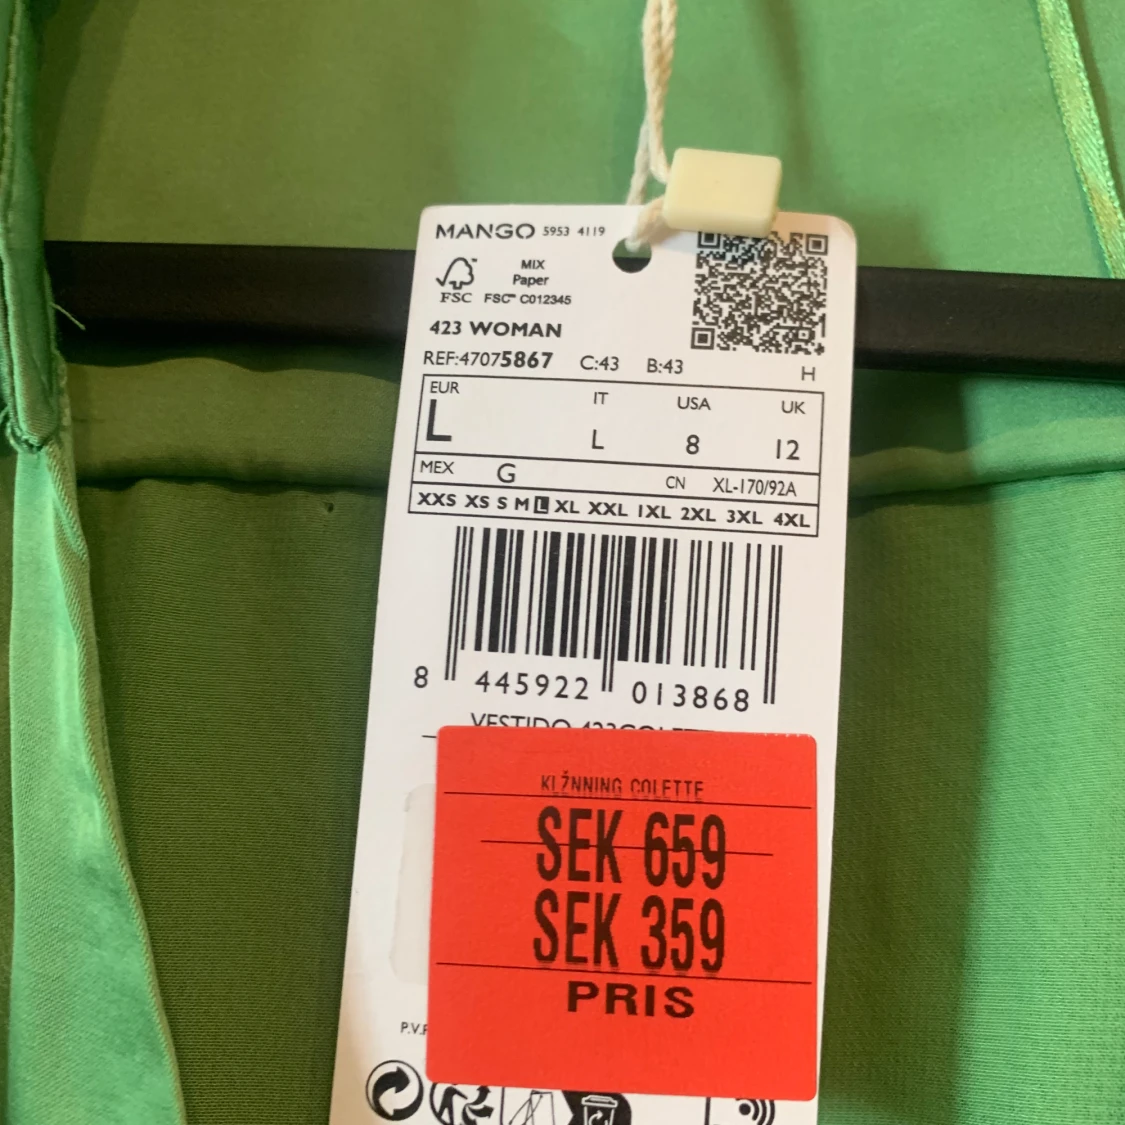 MANGO 5953 4119
MIX
Paper
FSC FSC™ C012345
423 WOMAN
REF:47075867 C:43 B:43 H
EUR IT USA UK
L L 8 12
MEX G CN XL-170/92A
XXS XS S M L XL XXL 1XL 2XL 3XL 4XL
8 445922 013868
VESTIDO
KLŽNNING COLETTE
SEK 659
SEK 359
PRIS